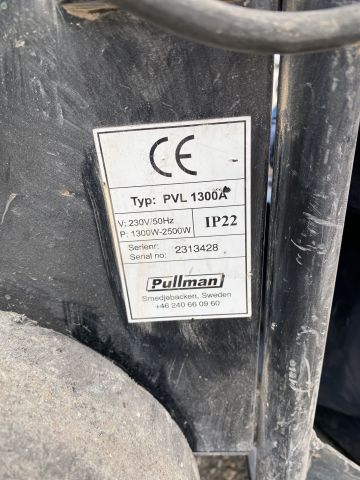 CE
Typ: PVL 1300A
V: 230V/50Hz
P: 1300W-2500W
IP22
Serienr:
Serial no: 2313428
Pullman
Smedjebacken, Sweden
+46 240 66 09 60